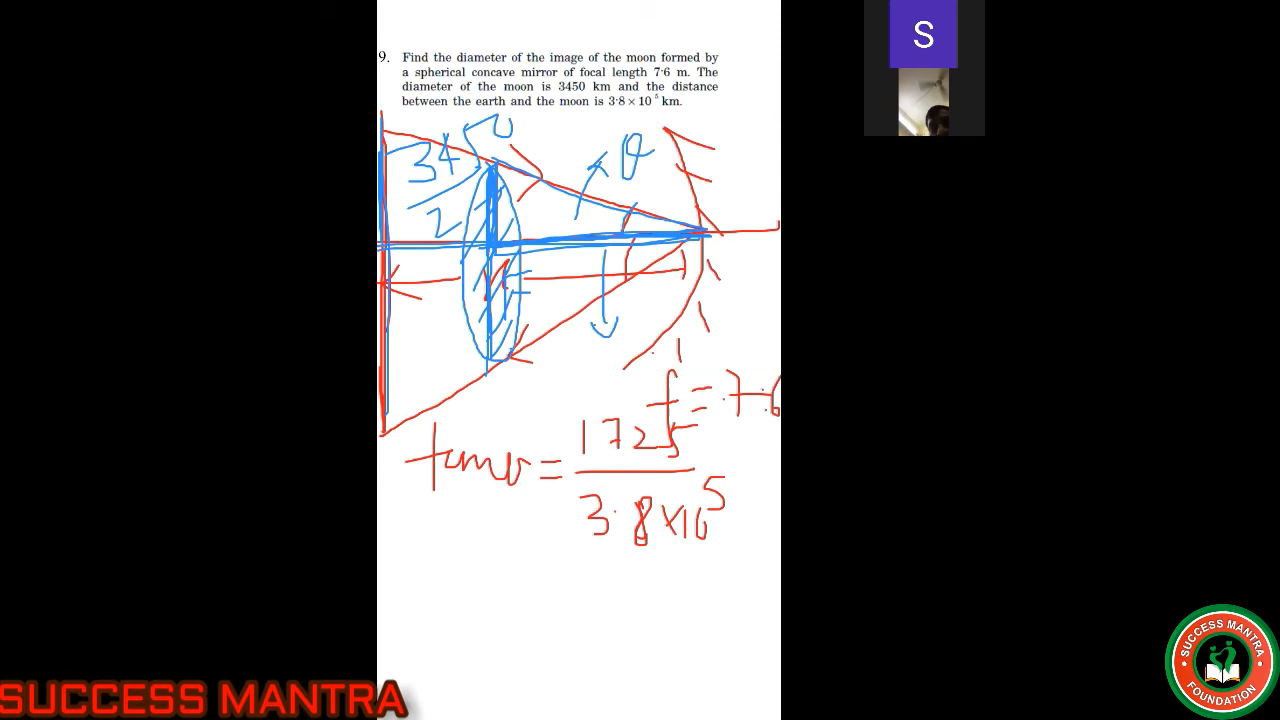 S
9. Find the diameter of the image of the moon formed by
a spherical concave mirror of focal length 7·6 m. The
diameter of the moon is 3450 km and the distance
between the earth and the moon is 3·8 × 10⁵ km.
34
2
θ
f = 7.6
tanθ = 1725
3.8×10⁵
SUCCESS MANTRA
SUCCESS MANTRA
FOUNDATION